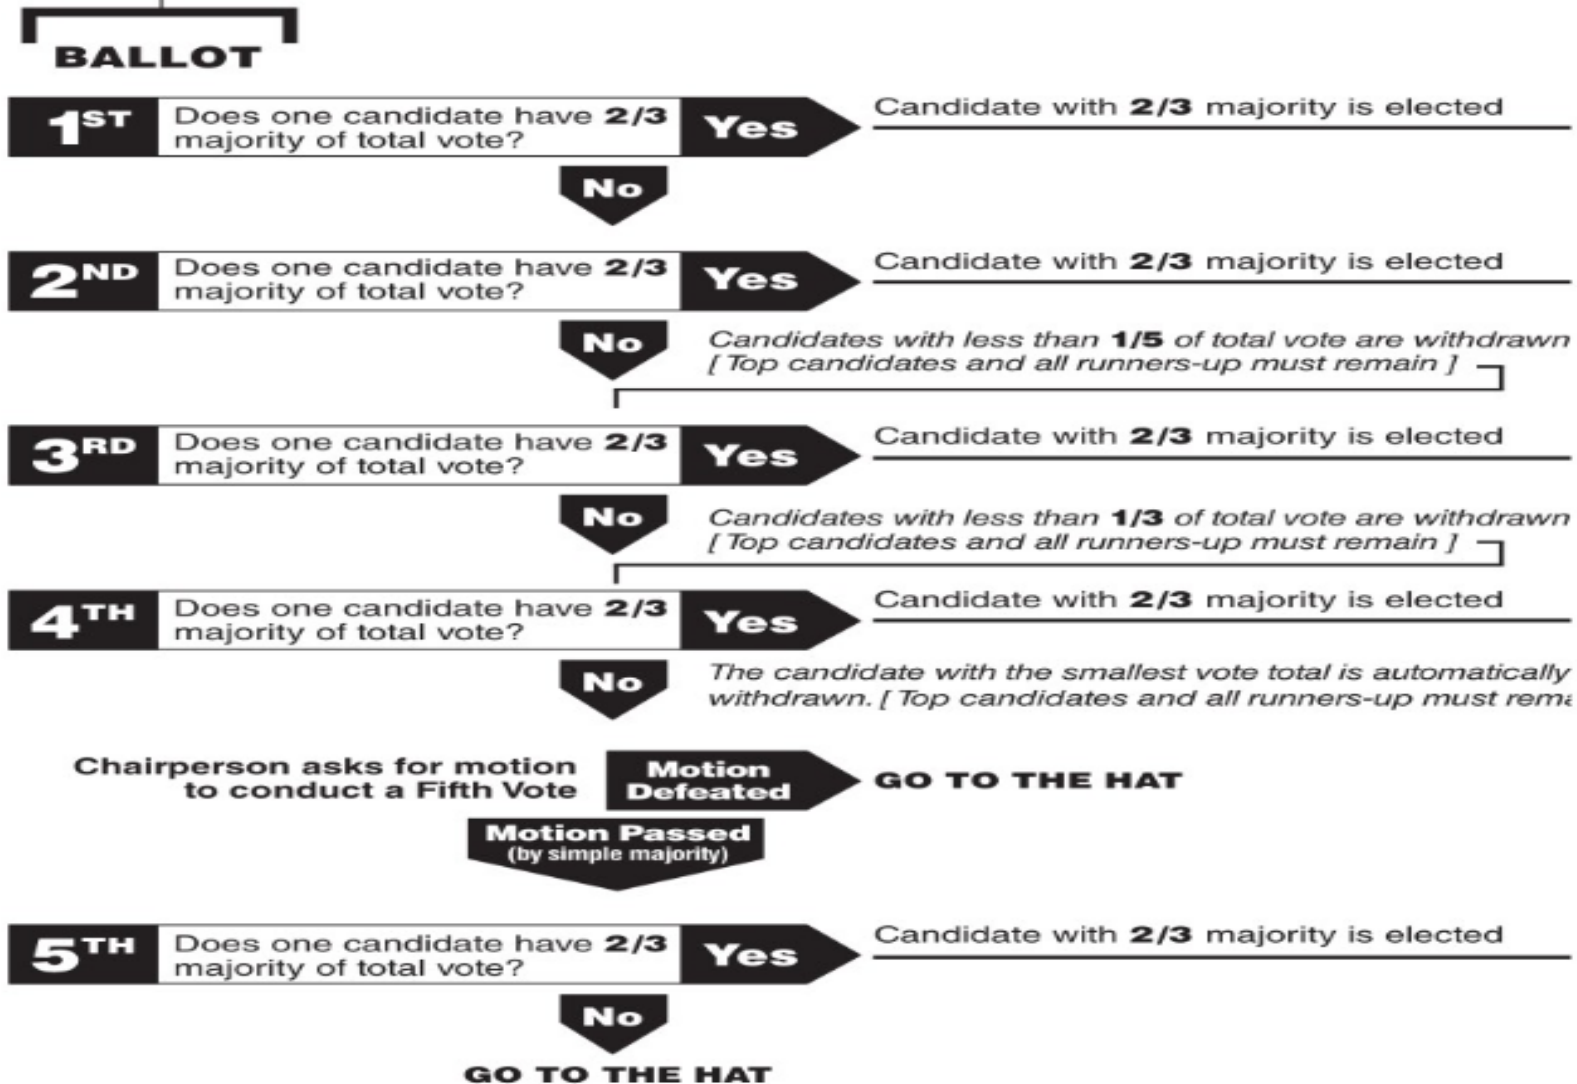 BALLOT
1ST
Does one candidate have 2/3
majority of total vote?
Yes
Candidate with 2/3 majority is elected
No
2ND
Does one candidate have 2/3
majority of total vote?
Yes
Candidate with 2/3 majority is elected
No
Candidates with less than 1/5 of total vote are withdrawn
[ Top candidates and all runners-up must remain ]
3RD
Does one candidate have 2/3
majority of total vote?
Yes
Candidate with 2/3 majority is elected
No
Candidates with less than 1/3 of total vote are withdrawn
[ Top candidates and all runners-up must remain ]
4TH
Does one candidate have 2/3
majority of total vote?
Yes
Candidate with 2/3 majority is elected
No
The candidate with the smallest vote total is automatically
withdrawn. [ Top candidates and all runners-up must
Chairperson asks for motion
to conduct a Fifth Vote
Motion
Defeated
GO TO THE HAT
Motion Passed
(by simple majority)
5TH
Does one candidate have 2/3
majority of total vote?
Yes
Candidate with 2/3 majority is elected
No
GO TO THE HAT